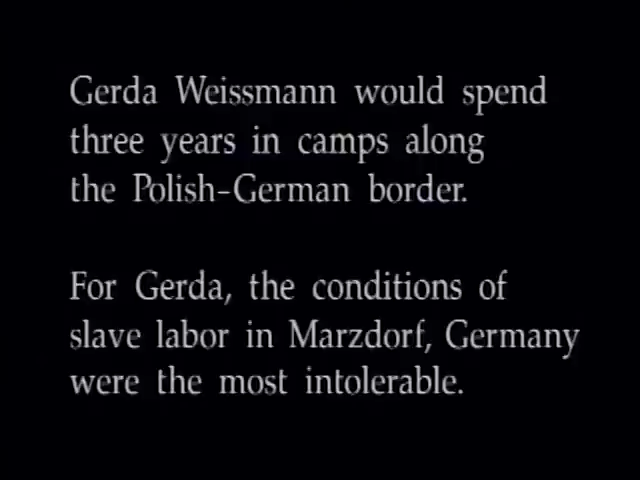 Gerda Weissmann would spend
three years in camps along
the Polish-German border.
For Gerda, the conditions of
slave labor in Marzdorf, Germany
were the most intolerable.